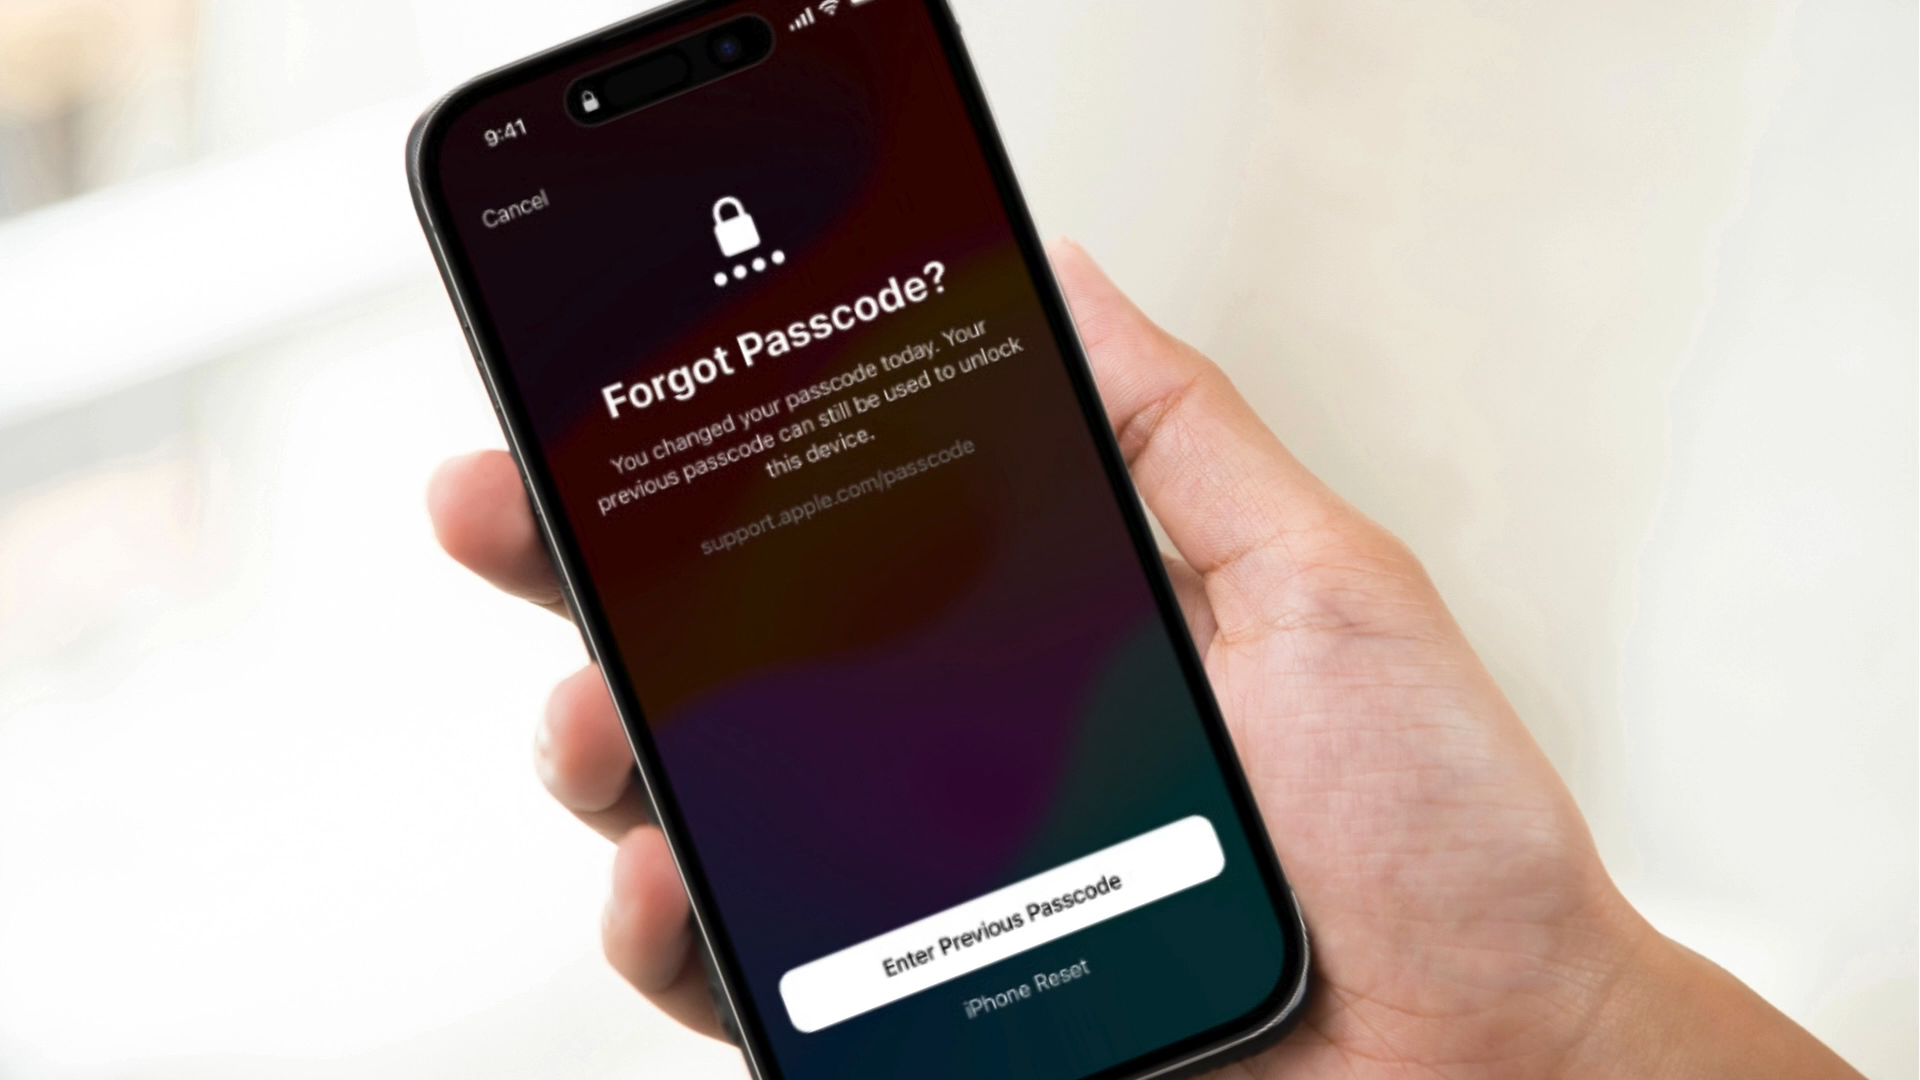 9:41
Cancel
Forgot Passcode?
You changed your passcode today. Your
previous passcode can still be used to unlock
this device.
support.apple.com/passcode
Enter Previous Passcode
iPhone Reset